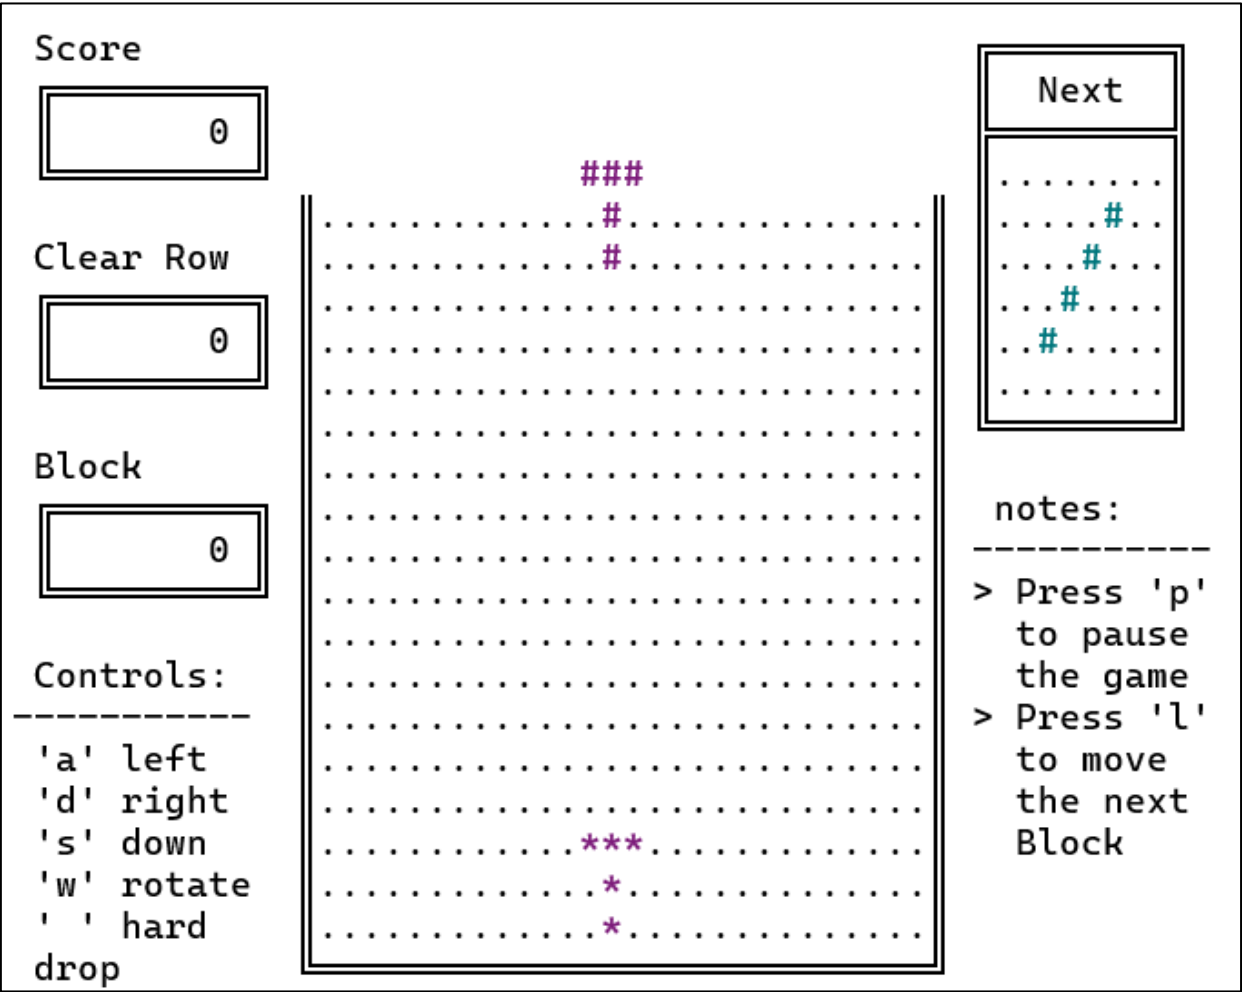 Score
0
Clear Row
0
Block
0
Controls:
-----------
'a' left
'd' right
's' down
'w' rotate
' ' hard
drop
###
.............#..............
.............#..............
............................
............................
............................
............................
............................
............................
............................
............................
............................
............................
............................
............................
............................
............***.............
.............*..............
.............*..............
Next
........
.....#..
....#...
...#....
..#.....
........
notes:
-----------
> Press 'p'
to pause
the game
> Press 'l'
to move
the next
Block